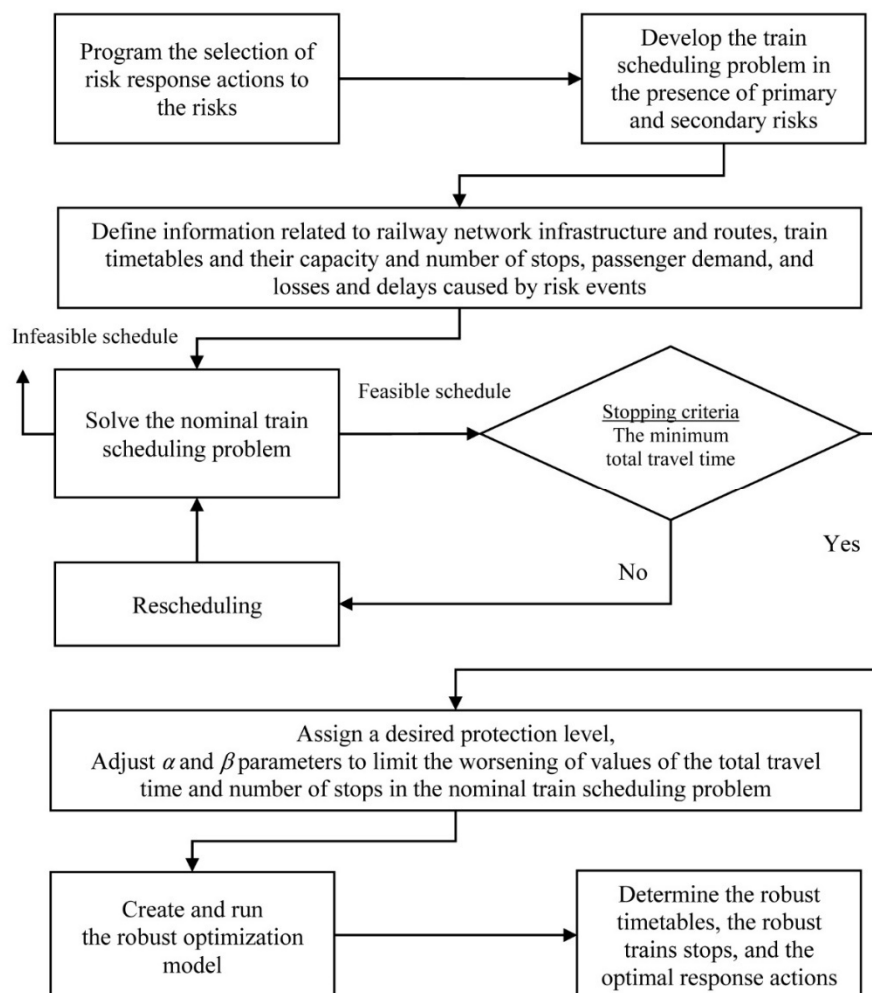 Program the selection of
risk response actions to
the risks
Develop the train
scheduling problem in
the presence of primary
and secondary risks
Define information related to railway network infrastructure and routes, train
timetables and their capacity and number of stops, passenger demand, and
losses and delays caused by risk events
Infeasible schedule
Solve the nominal train
scheduling problem
Feasible schedule
Stopping criteria
The minimum
total travel time
Yes
No
Rescheduling
Assign a desired protection level,
Adjust α and β parameters to limit the worsening of values of the total travel
time and number of stops in the nominal train scheduling problem
Create and run
the robust optimization
model
Determine the robust
timetables, the robust
trains stops, and the
optimal response actions